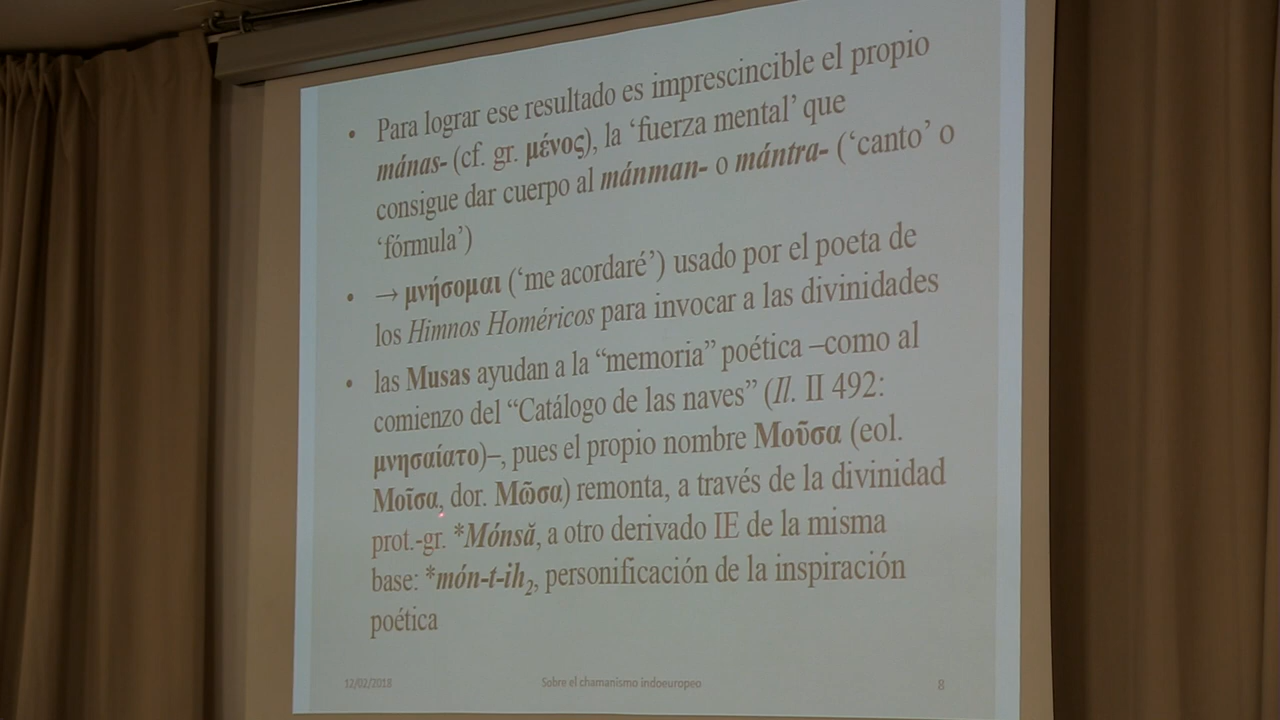 • Para lograr ese resultado es imprescincible el propio
mánas- (cf. gr. μένος), la ‘fuerza mental’ que
consigue dar cuerpo al mánman- o mántra- (‘canto’ o
‘fórmula’)
• → μνήσομαι (‘me acordaré’) usado por el poeta de
los Himnos Homéricos para invocar a las divinidades
• las Musas ayudan a la “memoria” poética –como al
comienzo del “Catálogo de las naves” (Il. II 492:
μνησαίατο)–, pues el propio nombre Μοῦσα (eol.
Μοῖσα, dor. Μῶσα) remonta, a través de la divinidad
prot.-gr. *Mónsă, a otro derivado IE de la misma
base: *món-t-ih₂, personificación de la inspiración
poética
12/02/2018 Sobre el chamanismo indoeuropeo 8